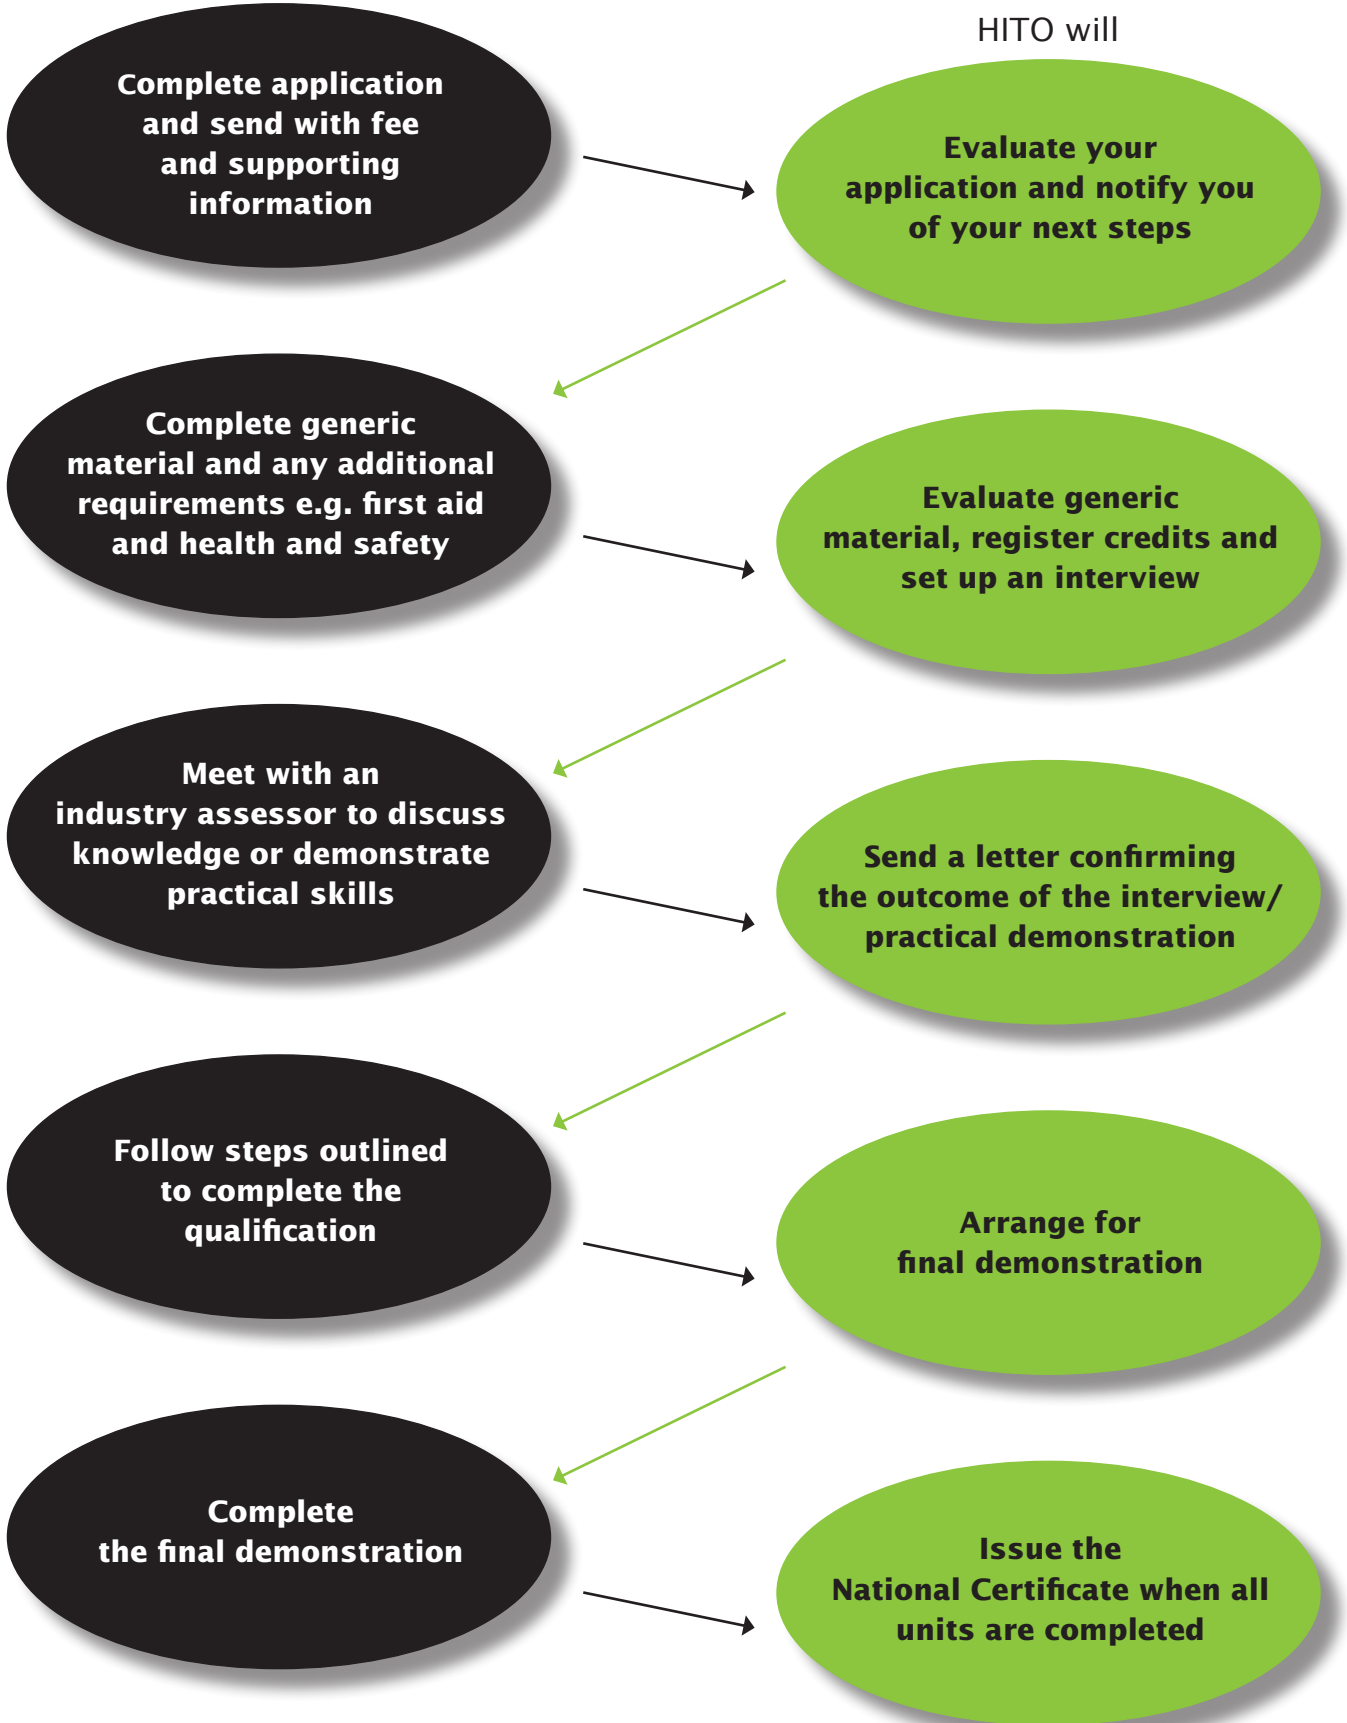 HITO will
Complete application
and send with fee
and supporting
information
Evaluate your
application and notify you
of your next steps
Complete generic
material and any additional
requirements e.g. first aid
and health and safety
Evaluate generic
material, register credits and
set up an interview
Meet with an
industry assessor to discuss
knowledge or demonstrate
practical skills
Send a letter confirming
the outcome of the interview/
practical demonstration
Follow steps outlined
to complete the
qualification
Arrange for
final demonstration
Complete
the final demonstration
Issue the
National Certificate when all
units are completed